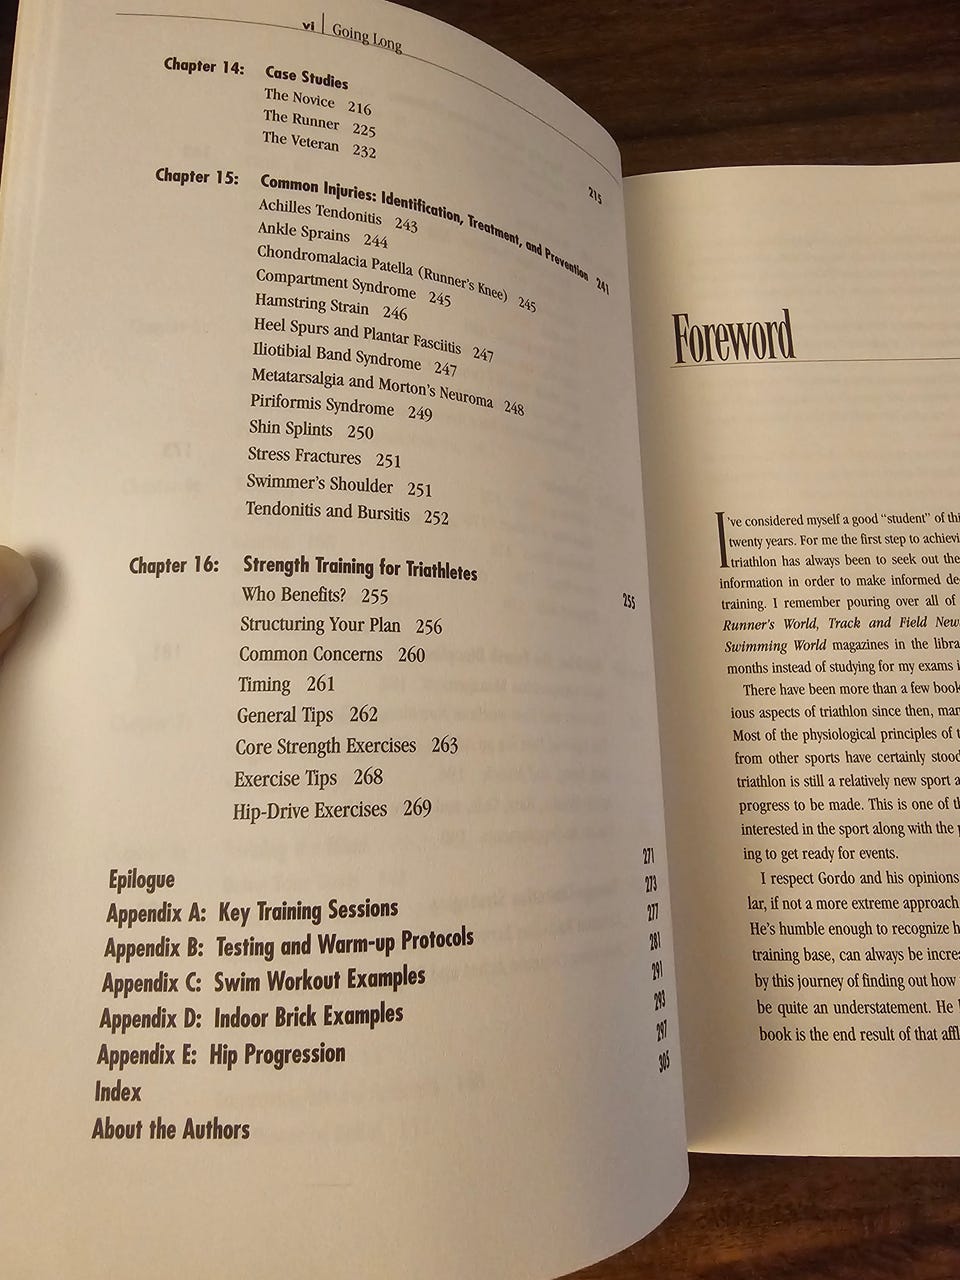 vi | Going Long
Chapter 14: Case Studies 215
The Novice 216
The Runner 225
The Veteran 232
Chapter 15: Common Injuries: Identification, Treatment, and Prevention 241
Achilles Tendonitis 243
Ankle Sprains 244
Chondromalacia Patella (Runner's Knee) 245
Compartment Syndrome 245
Hamstring Strain 246
Heel Spurs and Plantar Fasciitis 247
Iliotibial Band Syndrome 247
Metatarsalgia and Morton's Neuroma 248
Piriformis Syndrome 249
Shin Splints 250
Stress Fractures 251
Swimmer's Shoulder 251
Tendonitis and Bursitis 252
Chapter 16: Strength Training for Triathletes 255
Who Benefits? 255
Structuring Your Plan 256
Common Concerns 260
Timing 261
General Tips 262
Core Strength Exercises 263
Exercise Tips 268
Hip-Drive Exercises 269
Epilogue 271
Appendix A: Key Training Sessions 273
Appendix B: Testing and Warm-up Protocols 277
Appendix C: Swim Workout Examples 281
Appendix D: Indoor Brick Examples 291
Appendix E: Hip Progression 293
Index 297
About the Authors 305
Foreword
I've considered myself a good "student" of thi
twenty years. For me the first step to achievi
triathlon has always been to seek out the
information in order to make informed de
training. I remember pouring over all of
Runner's World, Track and Field New
Swimming World magazines in the libra
months instead of studying for my exams i
There have been more than a few book
ious aspects of triathlon since then, mar
Most of the physiological principles of t
from other sports have certainly stood
triathlon is still a relatively new sport a
progress to be made. This is one of th
interested in the sport along with the p
ing to get ready for events.
I respect Gordo and his opinions
lar, if not a more extreme approach
He's humble enough to recognize h
training base, can always be increa
by this journey of finding out how
be quite an understatement. He
book is the end result of that affl